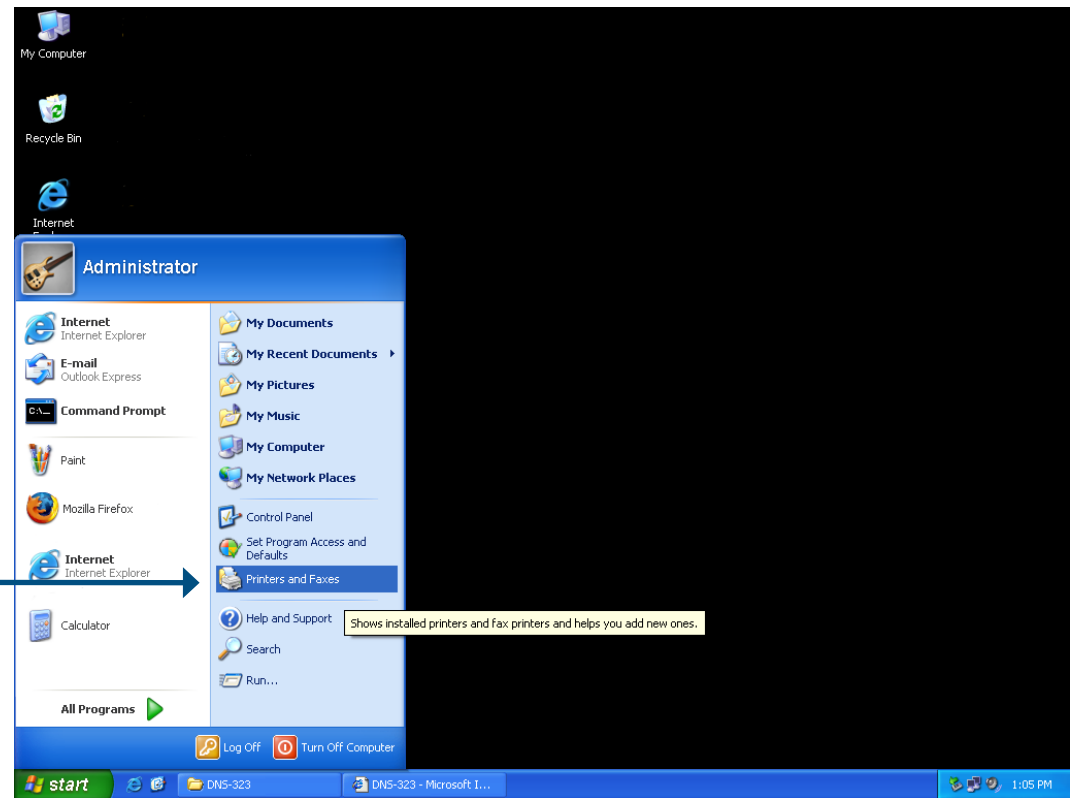 My Computer
Recycle Bin
Internet
Administrator
Internet
Internet Explorer
E-mail
Outlook Express
C:\_
Command Prompt
Paint
Mozilla Firefox
Internet
Internet Explorer
Calculator
All Programs
My Documents
My Recent Documents
My Pictures
My Music
My Computer
My Network Places
Control Panel
Set Program Access and
Defaults
Printers and Faxes
Help and Support
Shows installed printers and fax printers and helps you add new ones.
Search
Run...
Log Off
Turn Off Computer
start
DNS-323
DNS-323 - Microsoft I...
1:05 PM